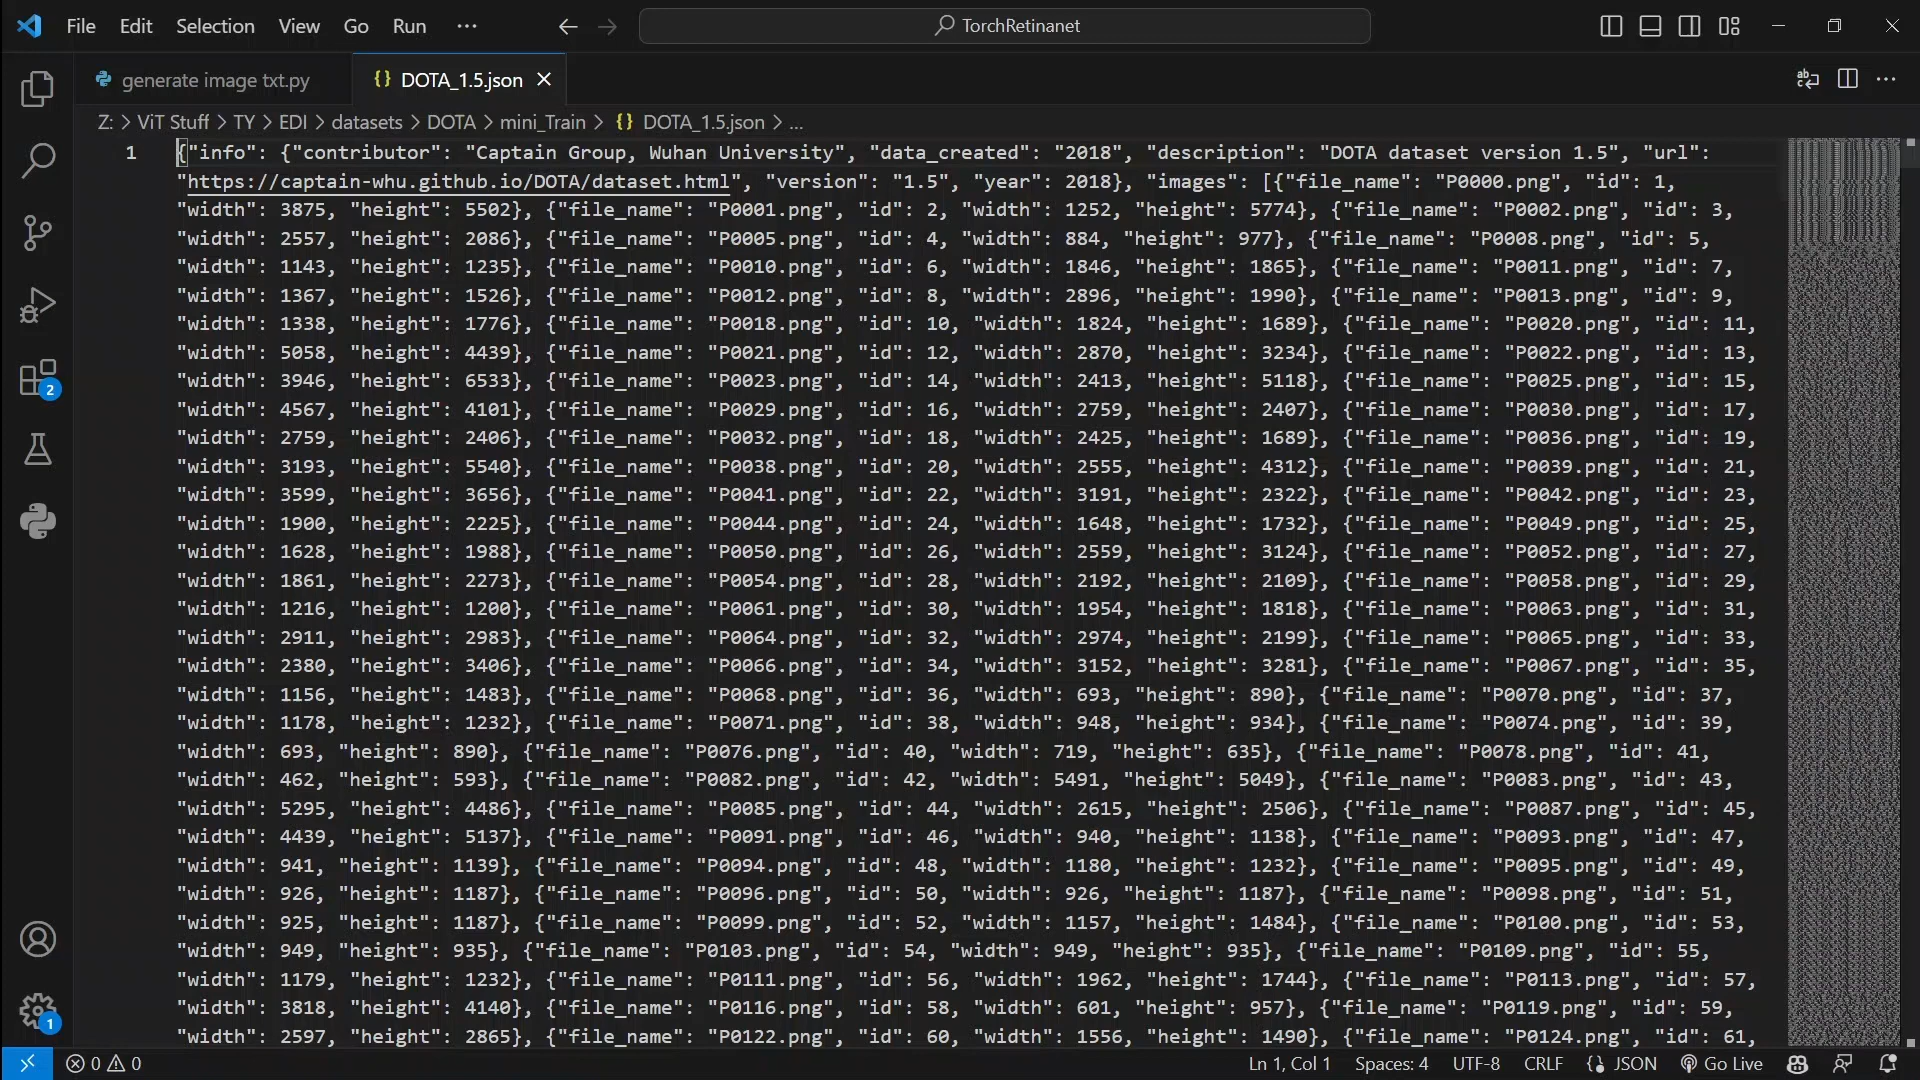 File Edit Selection View Go Run ··· TorchRetinanet
generate image txt.py {} DOTA_1.5.json
Z: > ViT Stuff > TY > EDI > datasets > DOTA > mini_Train > {} DOTA_1.5.json > ...
1 {"info": {"contributor": "Captain Group, Wuhan University", "data_created": "2018", "description": "DOTA dataset version 1.5", "url":
"https://captain-whu.github.io/DOTA/dataset.html", "version": "1.5", "year": 2018}, "images": [{"file_name": "P0000.png", "id": 1,
"width": 3875, "height": 5502}, {"file_name": "P0001.png", "id": 2, "width": 1252, "height": 5774}, {"file_name": "P0002.png", "id": 3,
"width": 2557, "height": 2086}, {"file_name": "P0005.png", "id": 4, "width": 884, "height": 977}, {"file_name": "P0008.png", "id": 5,
"width": 1143, "height": 1235}, {"file_name": "P0010.png", "id": 6, "width": 1846, "height": 1865}, {"file_name": "P0011.png", "id": 7,
"width": 1367, "height": 1526}, {"file_name": "P0012.png", "id": 8, "width": 2896, "height": 1990}, {"file_name": "P0013.png", "id": 9,
"width": 1338, "height": 1776}, {"file_name": "P0018.png", "id": 10, "width": 1824, "height": 1689}, {"file_name": "P0020.png", "id": 11,
"width": 5058, "height": 4439}, {"file_name": "P0021.png", "id": 12, "width": 2870, "height": 3234}, {"file_name": "P0022.png", "id": 13,
"width": 3946, "height": 6533}, {"file_name": "P0023.png", "id": 14, "width": 2413, "height": 5118}, {"file_name": "P0025.png", "id": 15,
"width": 4567, "height": 4101}, {"file_name": "P0029.png", "id": 16, "width": 2759, "height": 2407}, {"file_name": "P0030.png", "id": 17,
"width": 2759, "height": 2406}, {"file_name": "P0032.png", "id": 18, "width": 2425, "height": 1689}, {"file_name": "P0036.png", "id": 19,
"width": 3193, "height": 5540}, {"file_name": "P0038.png", "id": 20, "width": 2555, "height": 4312}, {"file_name": "P0039.png", "id": 21,
"width": 3599, "height": 3656}, {"file_name": "P0041.png", "id": 22, "width": 3191, "height": 2322}, {"file_name": "P0042.png", "id": 23,
"width": 1900, "height": 2225}, {"file_name": "P0044.png", "id": 24, "width": 1648, "height": 1732}, {"file_name": "P0049.png", "id": 25,
"width": 1628, "height": 1988}, {"file_name": "P0050.png", "id": 26, "width": 2559, "height": 3124}, {"file_name": "P0052.png", "id": 27,
"width": 1861, "height": 2273}, {"file_name": "P0054.png", "id": 28, "width": 2192, "height": 2109}, {"file_name": "P0058.png", "id": 29,
"width": 1216, "height": 1200}, {"file_name": "P0061.png", "id": 30, "width": 1954, "height": 1818}, {"file_name": "P0063.png", "id": 31,
"width": 2911, "height": 2983}, {"file_name": "P0064.png", "id": 32, "width": 2974, "height": 2199}, {"file_name": "P0065.png", "id": 33,
"width": 2380, "height": 3406}, {"file_name": "P0066.png", "id": 34, "width": 3152, "height": 3281}, {"file_name": "P0067.png", "id": 35,
"width": 1156, "height": 1483}, {"file_name": "P0068.png", "id": 36, "width": 693, "height": 890}, {"file_name": "P0070.png", "id": 37,
"width": 1178, "height": 1232}, {"file_name": "P0071.png", "id": 38, "width": 948, "height": 934}, {"file_name": "P0074.png", "id": 39,
"width": 693, "height": 890}, {"file_name": "P0076.png", "id": 40, "width": 719, "height": 635}, {"file_name": "P0078.png", "id": 41,
"width": 462, "height": 593}, {"file_name": "P0082.png", "id": 42, "width": 5491, "height": 5049}, {"file_name": "P0083.png", "id": 43,
"width": 5295, "height": 4486}, {"file_name": "P0085.png", "id": 44, "width": 2615, "height": 2506}, {"file_name": "P0087.png", "id": 45,
"width": 4439, "height": 5137}, {"file_name": "P0091.png", "id": 46, "width": 940, "height": 1138}, {"file_name": "P0093.png", "id": 47,
"width": 941, "height": 1139}, {"file_name": "P0094.png", "id": 48, "width": 1180, "height": 1232}, {"file_name": "P0095.png", "id": 49,
"width": 926, "height": 1187}, {"file_name": "P0096.png", "id": 50, "width": 926, "height": 1187}, {"file_name": "P0098.png", "id": 51,
"width": 925, "height": 1187}, {"file_name": "P0099.png", "id": 52, "width": 1157, "height": 1484}, {"file_name": "P0100.png", "id": 53,
"width": 949, "height": 935}, {"file_name": "P0103.png", "id": 54, "width": 949, "height": 935}, {"file_name": "P0109.png", "id": 55,
"width": 1179, "height": 1232}, {"file_name": "P0111.png", "id": 56, "width": 1962, "height": 1744}, {"file_name": "P0113.png", "id": 57,
"width": 3818, "height": 4140}, {"file_name": "P0116.png", "id": 58, "width": 601, "height": 957}, {"file_name": "P0119.png", "id": 59,
"width": 2597, "height": 2865}, {"file_name": "P0122.png", "id": 60, "width": 1556, "height": 1490}, {"file_name": "P0124.png", "id": 61,
2
1
0 0 Ln 1, Col 1 Spaces: 4 UTF-8 CRLF {} JSON Go Live